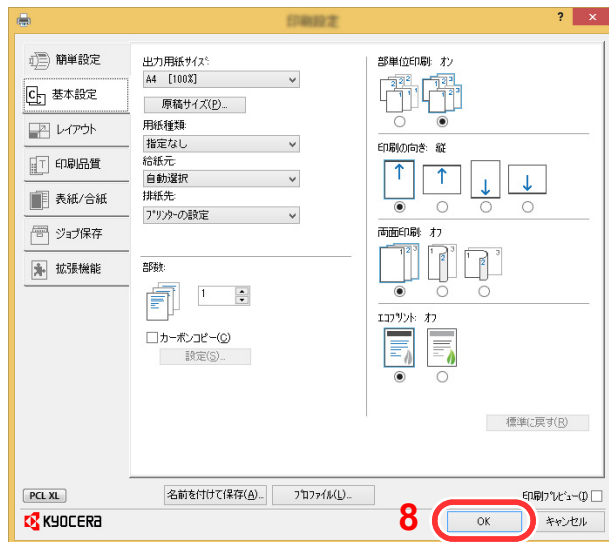 印刷設定
? ×
簡単設定
基本設定
レイアウト
印刷品質
表紙/合紙
ジョブ保存
拡張機能
出力用紙サイズ:
A4 [100%]
原稿サイズ(P)...
用紙種類:
指定なし
給紙元:
自動選択
排紙先:
プリンターの設定
部数:
1
カーボンコピー(C)
設定(S)...
部単位印刷: オン
印刷の向き: 縦
両面印刷: オフ
エコプリント: オフ
標準に戻す(R)
PCL XL
名前を付けて保存(A)...
プロファイル(L)...
印刷プレビュー(I)
KYOCERA
8
OK
キャンセル